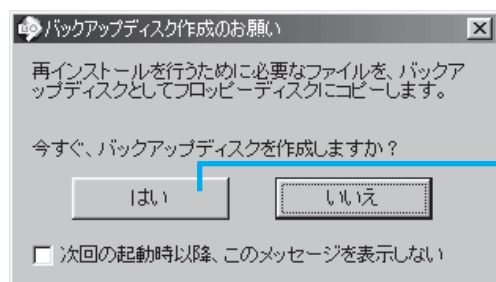 バックアップディスク作成のお願い
再インストールを行うために必要なファイルを、バックア
ップディスクとしてフロッピーディスクにコピーします。
今すぐ、バックアップディスクを作成しますか？
はい
いいえ
次回の起動時以降、このメッセージを表示しない